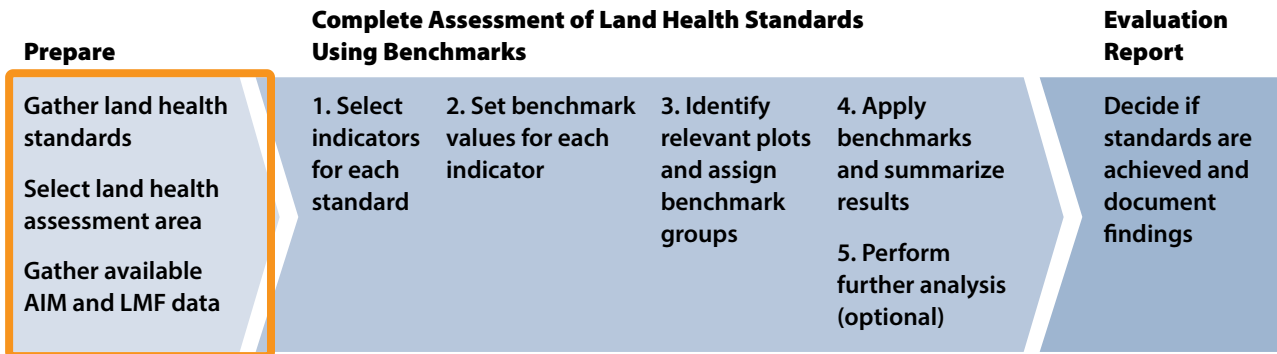 Prepare
Gather land health
standards
Select land health
assessment area
Gather available
AIM and LMF data
Complete Assessment of Land Health Standards
Using Benchmarks
1. Select
indicators
for each
standard
2. Set benchmark
values for each
indicator
3. Identify
relevant plots
and assign
benchmark
groups
4. Apply
benchmarks
and summarize
results
5. Perform
further analysis
(optional)
Evaluation
Report
Decide if
standards are
achieved and
document
findings